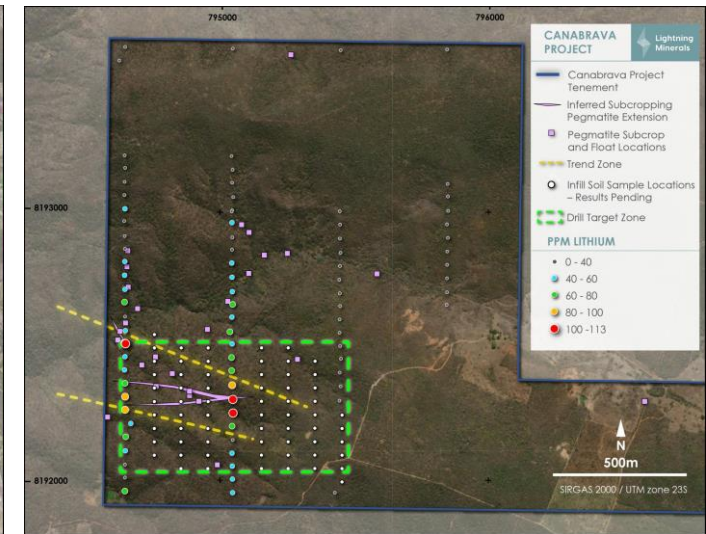 795000
796000
CANABRAVA
PROJECT
Lightning
Minerals
Canabrava Project
Tenement
Inferred Subcropping
Pegmatite Extension
Pegmatite Subcrop
and Float Locations
Trend Zone
Infill Soil Sample Locations
– Results Pending
Drill Target Zone
PPM LITHIUM
0 - 40
40 - 60
60 - 80
80 - 100
100 -113
8193000
8192000
N
500m
SIRGAS 2000 / UTM zone 23S